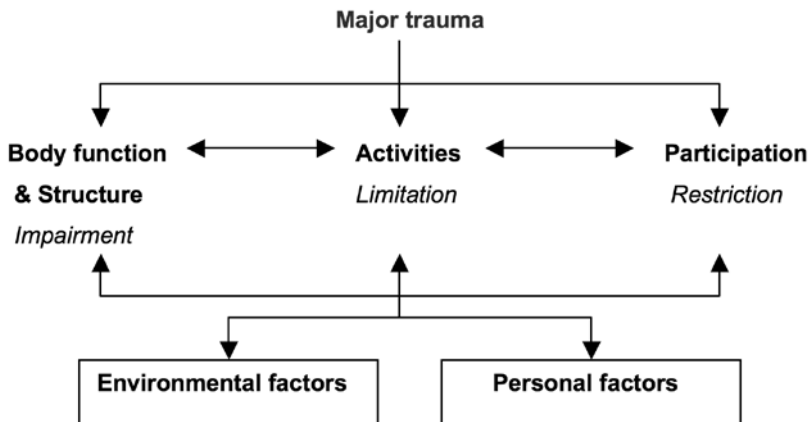 Major trauma
Body function
& Structure
Impairment
Activities
Limitation
Participation
Restriction
Environmental factors
Personal factors